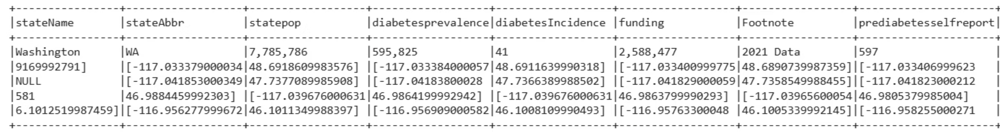 +----------------+----------------+----------------+----------------+----------------+----------------+----------------+------------------+
|stateName |stateAbbr |statepop |diabetesprevalence|diabetesIncidence |funding |Footnote |prediabetesselfreport|
+----------------+----------------+----------------+----------------+----------------+----------------+----------------+------------------+
|Washington |WA |7,785,786 |595,825 |41 |2,588,477 |2021 Data |597 |
|9169992791] |[-117.033379000034|48.6918609983576] |[-117.033384000057|48.6911639990318] |[-117.033400999775|48.6890739987359]|[-117.033406999623 |
|NULL |[-117.041853000349|47.7377089985908] |[-117.04183800028 |47.7366389988502] |[-117.041829000059|47.7358549988455]|[-117.041823000212 |
|581 |46.9884459992303] |[-117.039676000631|46.9864199992942] |[-117.039676000631|46.9863799990293] |[-117.03965600054|46.9805379985004] |
|6.1012519987459]|[-116.956277999672|46.1011349988397] |[-116.956909000582|46.1008109990493] |[-116.95763300048 |46.1005339992145]|[-116.958255000271 |
+----------------+----------------+----------------+----------------+----------------+----------------+----------------+------------------+